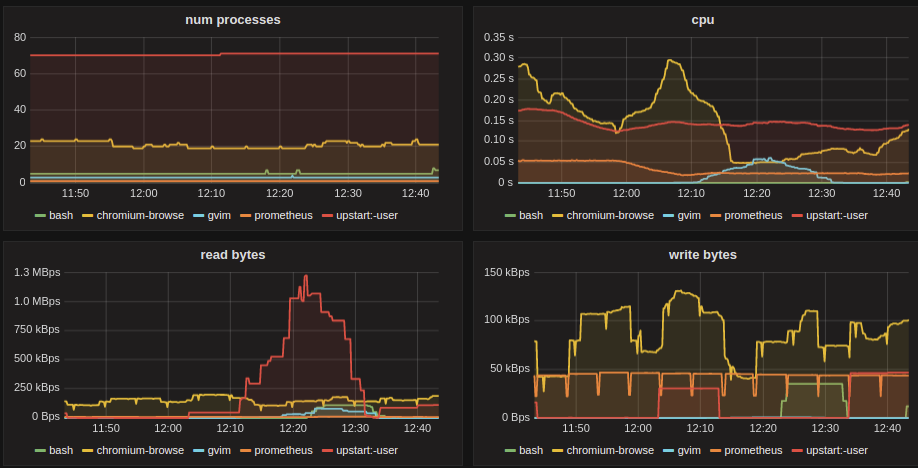 num processes
80
60
40
20
0
11:50 12:00 12:10 12:20 12:30 12:40
bash chromium-browse gvim prometheus upstart:-user
cpu
0.35 s
0.30 s
0.25 s
0.20 s
0.15 s
0.10 s
0.05 s
0 s
11:50 12:00 12:10 12:20 12:30 12:40
bash chromium-browse gvim prometheus upstart:-user
read bytes
1.3 MBps
1.0 MBps
750 kBps
500 kBps
250 kBps
0 Bps
11:50 12:00 12:10 12:20 12:30 12:40
bash chromium-browse gvim prometheus upstart:-user
write bytes
150 kBps
100 kBps
50 kBps
0 Bps
11:50 12:00 12:10 12:20 12:30 12:40
bash chromium-browse gvim prometheus upstart:-user